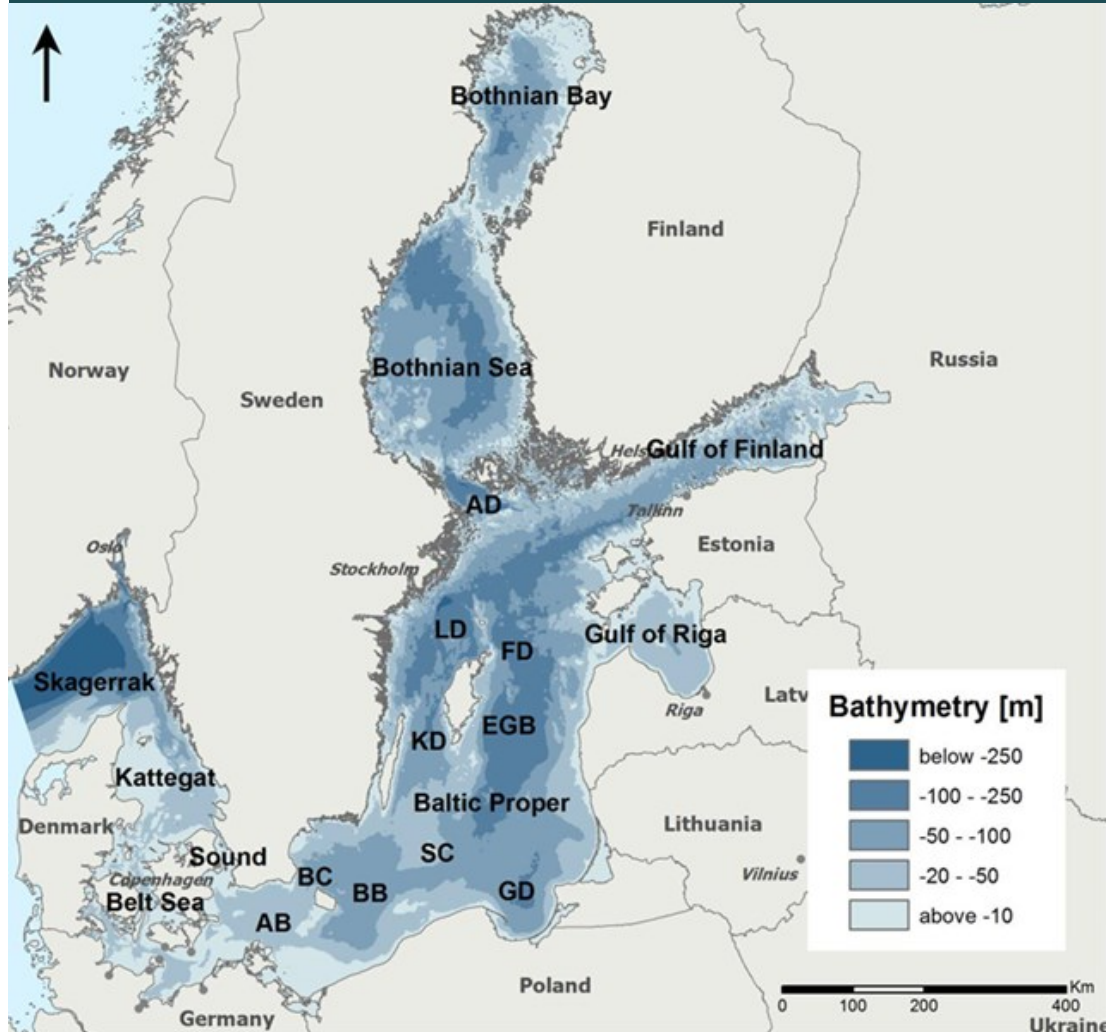 Bothnian Bay
Finland
Norway
Bothnian Sea
Russia
Sweden
Gulf of Finland
AD
Tallinn
Oslo
Estonia
Stockholm
LD
Gulf of Riga
FD
Skagerrak
Riga
EGB
KD
Kattegat
Baltic Proper
Denmark
Lithuania
Sound
SC
BC
Vilnius
Copenhagen
BB
GD
Belt Sea
AB
Poland
Germany
Ukraine
Bathymetry [m]
below -250
-100 - -250
-50 - -100
-20 - -50
above -10
Km
0 100 200 400